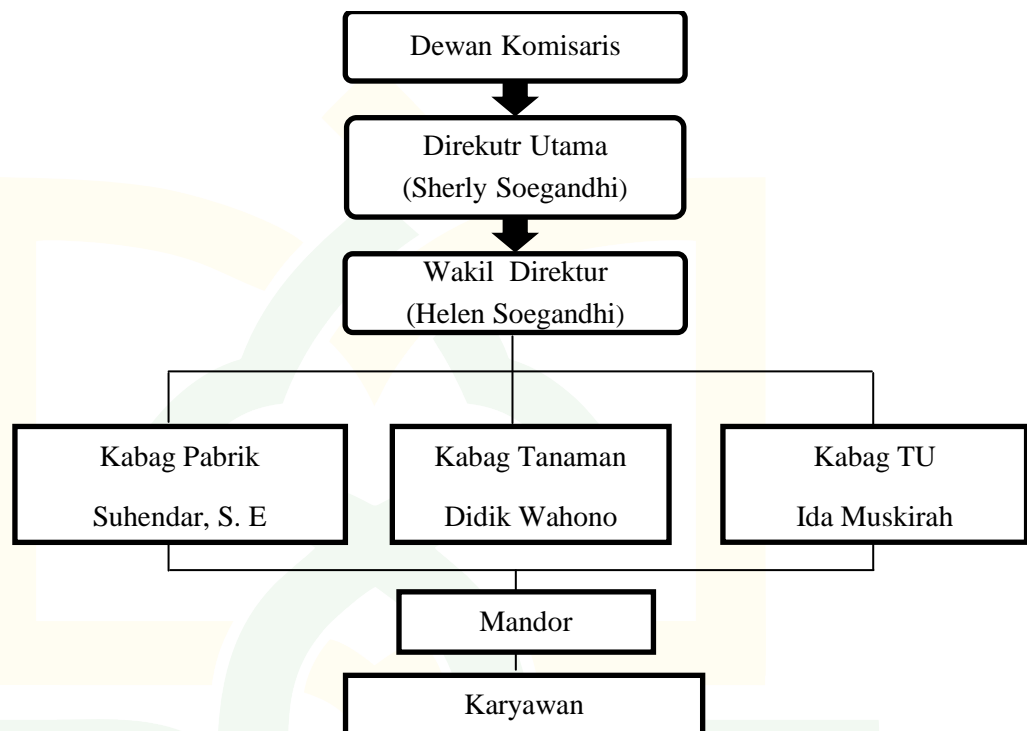 Dewan Komisaris
Direkutr Utama
(Sherly Soegandhi)
Wakil Direktur
(Helen Soegandhi)
Kabag Pabrik
Suhendar, S. E
Kabag Tanaman
Didik Wahono
Kabag TU
Ida Muskirah
Mandor
Karyawan